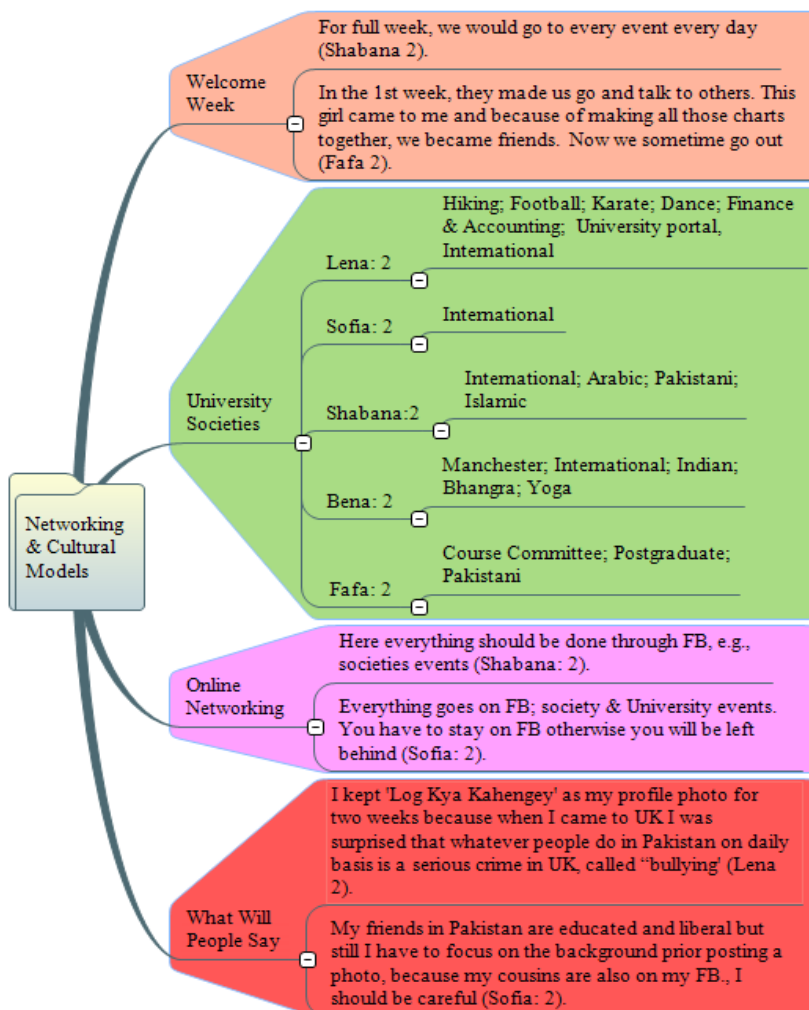 Networking
& Cultural
Models
Welcome
Week
For full week, we would go to every event every day
(Shabana 2).
In the 1st week, they made us go and talk to others. This
girl came to me and because of making all those charts
together, we became friends.  Now we sometime go out
(Fafa 2).
University
Societies
Lena: 2
Hiking; Football; Karate; Dance; Finance
& Accounting;  University portal,
International
Sofia: 2
International
Shabana:2
International; Arabic; Pakistani;
Islamic
Bena: 2
Manchester; International; Indian;
Bhangra; Yoga
Fafa: 2
Course Committee; Postgraduate;
Pakistani
Online
Networking
Here everything should be done through FB, e.g.,
societies events (Shabana: 2).
Everything goes on FB; society & University events.
You have to stay on FB otherwise you will be left
behind (Sofia: 2).
What Will
People Say
I kept 'Log Kya Kahengey' as my profile photo for
two weeks because when I came to UK I was
surprised that whatever people do in Pakistan on daily
basis is a serious crime in UK, called “bullying' (Lena
2).
My friends in Pakistan are educated and liberal but
still I have to focus on the background prior posting a
photo, because my cousins are also on my FB., I
should be careful (Sofia: 2).